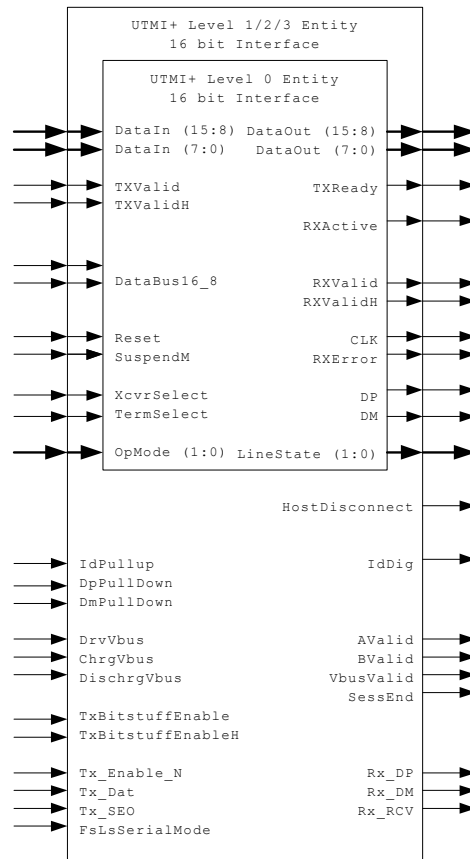 UTMI+ Level 1/2/3 Entity
16 bit Interface
UTMI+ Level 0 Entity
16 bit Interface
DataIn (15:8) DataOut (15:8)
DataIn (7:0) DataOut (7:0)
TXValid TXReady
TXValidH
RXActive
DataBus16_8 RXValid
RXValidH
Reset CLK
SuspendM RXError
XcvrSelect DP
TermSelect DM
OpMode (1:0) LineState (1:0)
HostDisconnect
IdPullup IdDig
DpPullDown
DmPullDown
DrvVbus AValid
ChrgVbus BValid
DischrgVbus VbusValid
SessEnd
TxBitstuffEnable
TxBitstuffEnableH
Tx_Enable_N Rx_DP
Tx_Dat Rx_DM
Tx_SEO Rx_RCV
FsLsSerialMode